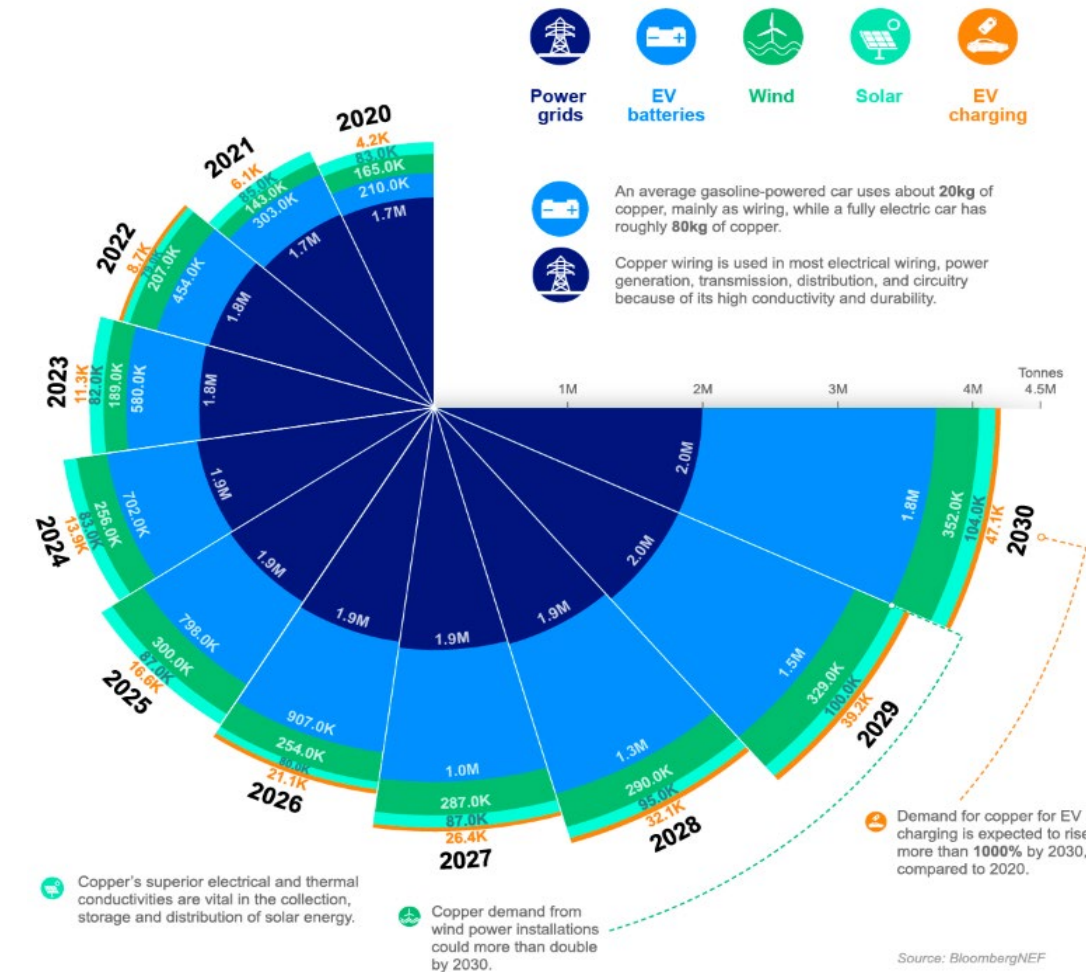 Power
grids
EV
batteries
Wind
Solar
EV
charging
An average gasoline-powered car uses about 20kg of
copper, mainly as wiring, while a fully electric car has
roughly 80kg of copper.
Copper wiring is used in most electrical wiring, power
generation, transmission, distribution, and circuitry
because of its high conductivity and durability.
Tonnes
1M
2M
3M
4M
4.5M
2020
4.2K
83.0K
165.0K
210.0K
1.7M
2021
6.1K
85.0K
143.0K
303.0K
1.7M
2022
8.7K
207.0K
454.0K
1.8M
2023
11.3K
82.0K
189.0K
580.0K
1.8M
2024
13.9K
83.0K
256.0K
702.0K
1.9M
2025
16.6K
87.0K
300.0K
798.0K
1.9M
2026
21.1K
80.0K
254.0K
907.0K
1.9M
2027
26.4K
87.0K
287.0K
1.0M
1.9M
2028
32.1K
95.0K
290.0K
1.3M
1.9M
2029
39.2K
100.0K
329.0K
1.5M
2.0M
2030
47.1K
104.0K
352.0K
1.8M
2.0M
Demand for copper for EV
charging is expected to rise
more than 1000% by 2030,
compared to 2020.
Copper's superior electrical and thermal
conductivities are vital in the collection,
storage and distribution of solar energy.
Copper demand from
wind power installations
could more than double
by 2030.
Source: BloombergNEF